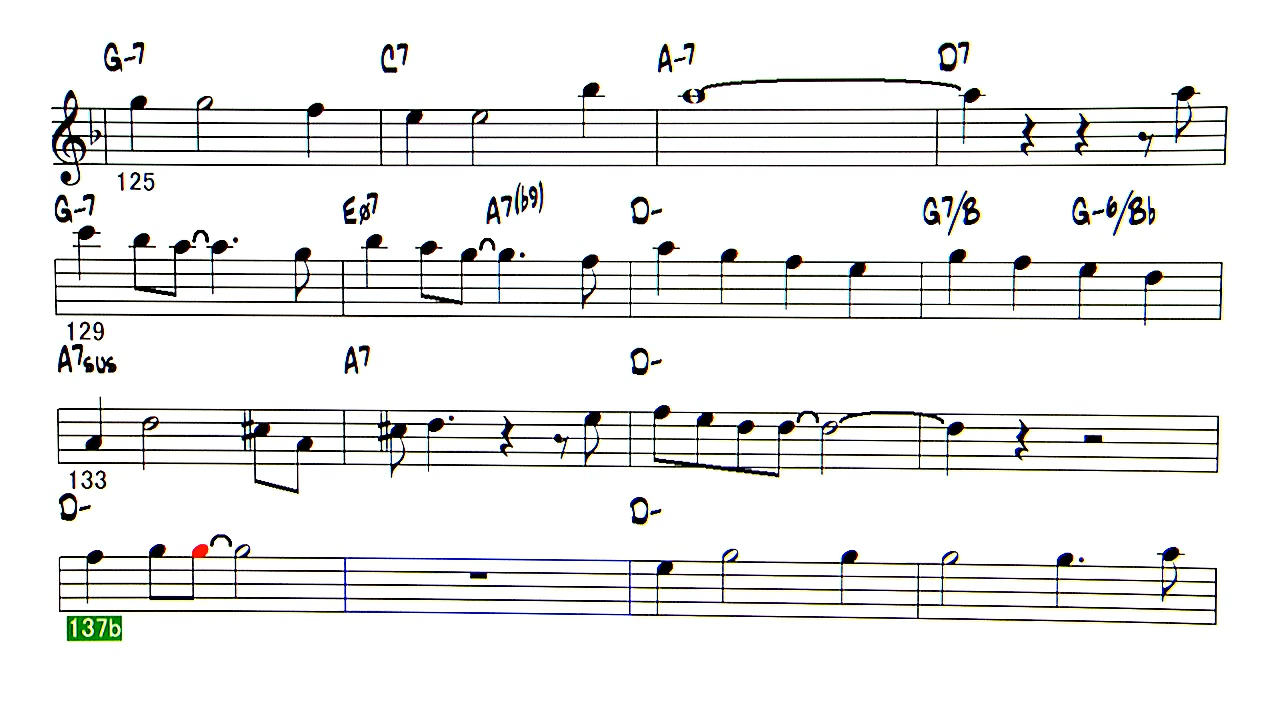 G-7 C7 A-7 D7
125
G-7 Eø7 A7(b9) D- G7/B G-6/Bb
129
A7sus A7 D-
133
D- D-
137b